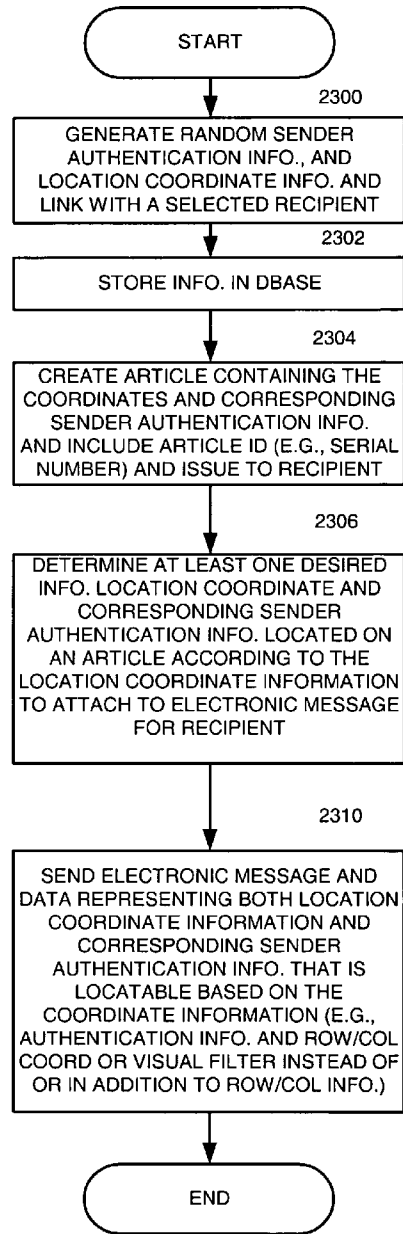 START
2300
GENERATE RANDOM SENDER
AUTHENTICATION INFO., AND
LOCATION COORDINATE INFO. AND
LINK WITH A SELECTED RECIPIENT
2302
STORE INFO. IN DBASE
2304
CREATE ARTICLE CONTAINING THE
COORDINATES AND CORRESPONDING
SENDER AUTHENTICATION INFO.
AND INCLUDE ARTICLE ID (E.G., SERIAL
NUMBER) AND ISSUE TO RECIPIENT
2306
DETERMINE AT LEAST ONE DESIRED
INFO. LOCATION COORDINATE AND
CORRESPONDING SENDER
AUTHENTICATION INFO. LOCATED ON
AN ARTICLE ACCORDING TO THE
LOCATION COORDINATE INFORMATION
TO ATTACH TO ELECTRONIC MESSAGE
FOR RECIPIENT
2310
SEND ELECTRONIC MESSAGE AND
DATA REPRESENTING BOTH LOCATION
COORDINATE INFORMATION AND
CORRESPONDING SENDER
AUTHENTICATION INFO. THAT IS
LOCATABLE BASED ON THE
COORDINATE INFORMATION (E.G.,
AUTHENTICATION INFO. AND ROW/COL
COORD OR VISUAL FILTER INSTEAD OF
OR IN ADDITION TO ROW/COL INFO.)
END